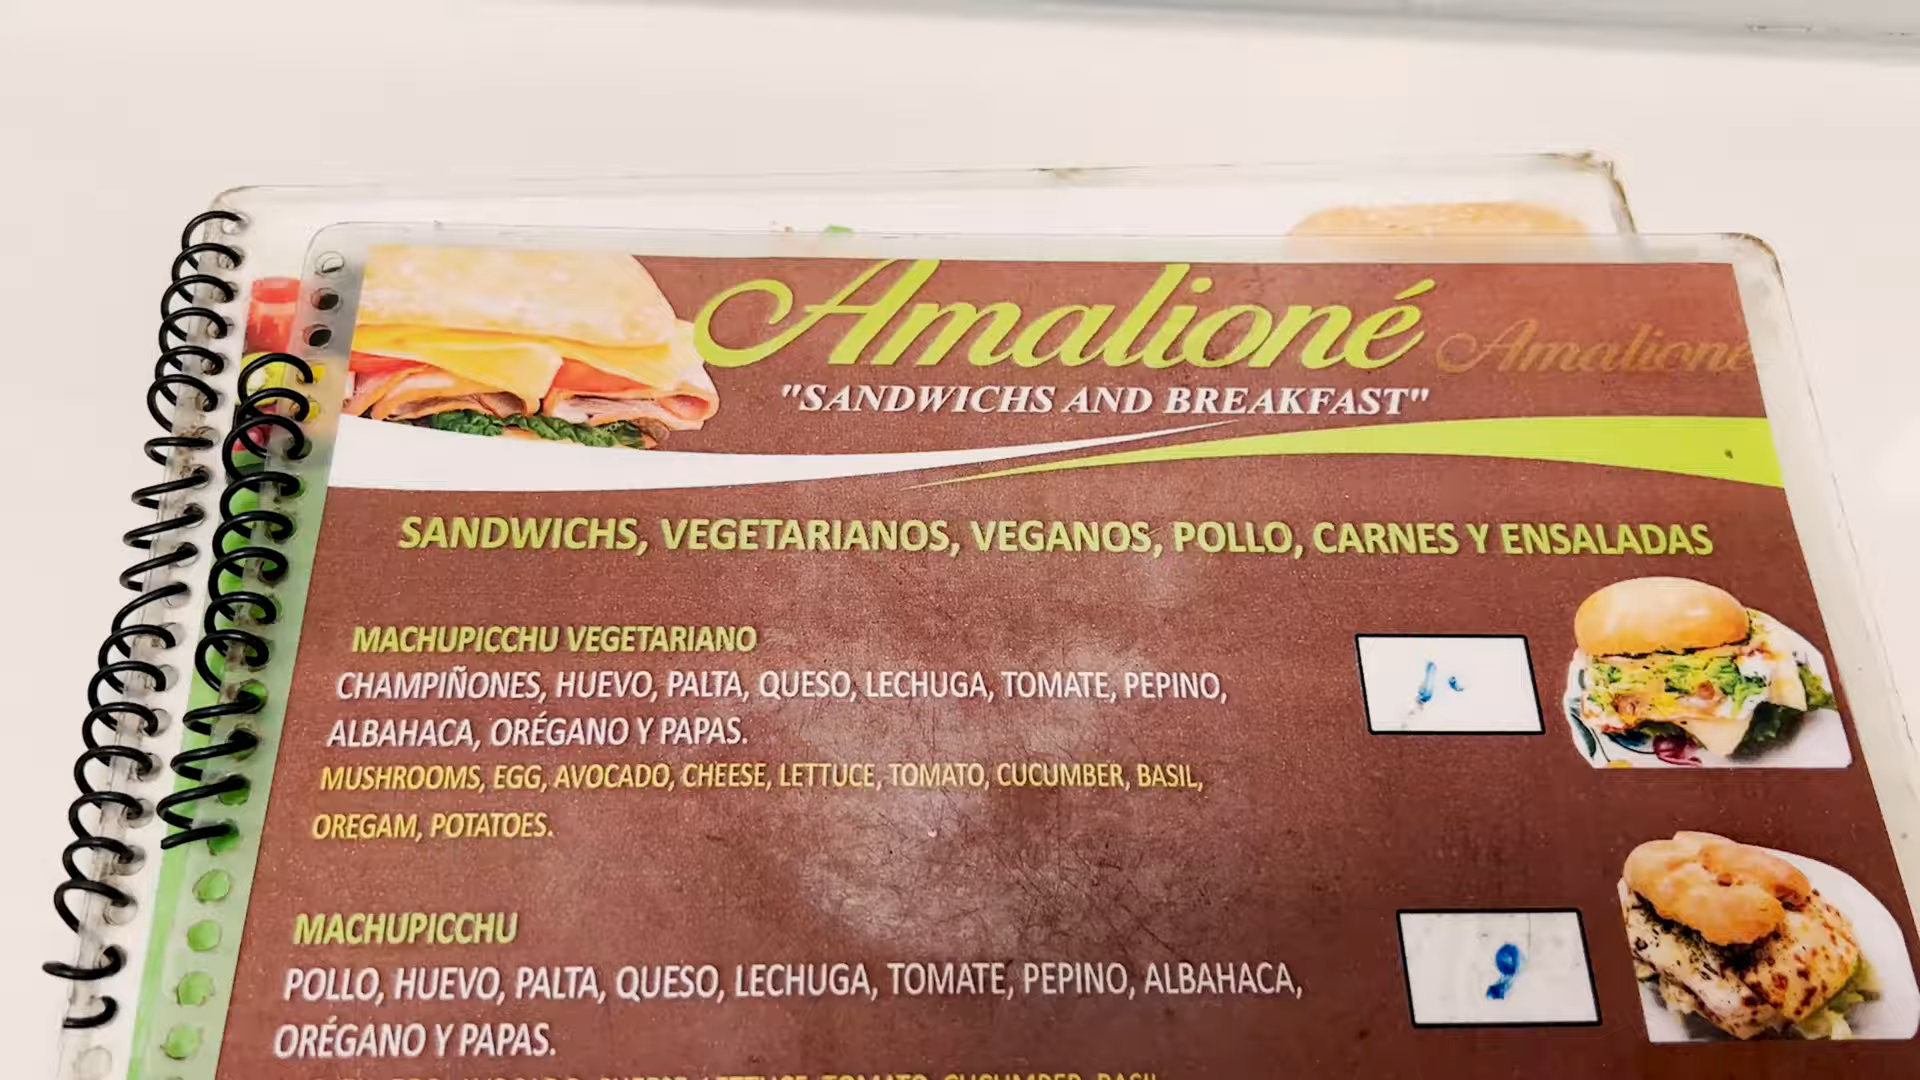 Amalioné
Amalioné
"SANDWICHS AND BREAKFAST"
SANDWICHS, VEGETARIANOS, VEGANOS, POLLO, CARNES Y ENSALADAS
MACHUPICCHU VEGETARIANO
CHAMPIÑONES, HUEVO, PALTA, QUESO, LECHUGA, TOMATE, PEPINO,
ALBAHACA, ORÉGANO Y PAPAS.
MUSHROOMS, EGG, AVOCADO, CHEESE, LETTUCE, TOMATO, CUCUMBER, BASIL,
OREGAM, POTATOES.
MACHUPICCHU
POLLO, HUEVO, PALTA, QUESO, LECHUGA, TOMATE, PEPINO, ALBAHACA,
ORÉGANO Y PAPAS.